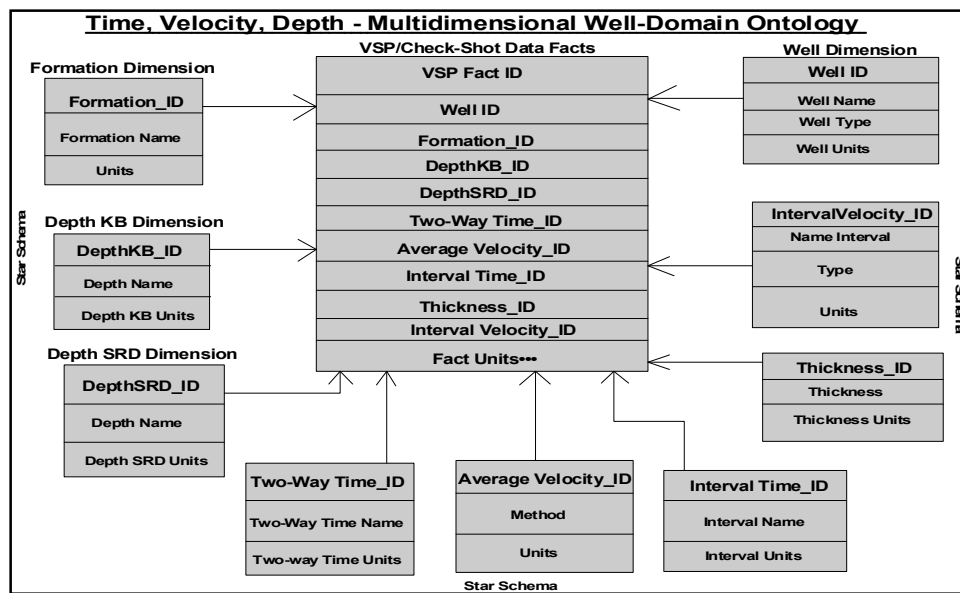 Time, Velocity, Depth - Multidimensional Well-Domain Ontology
VSP/Check-Shot Data Facts
VSP Fact ID
Well ID
Formation_ID
DepthKB_ID
DepthSRD_ID
Two-Way Time_ID
Average Velocity_ID
Interval Time_ID
Thickness_ID
Interval Velocity_ID
Fact Units•••
Formation Dimension
Formation_ID
Formation Name
Units
Star Schema
Depth KB Dimension
DepthKB_ID
Depth Name
Depth KB Units
Depth SRD Dimension
DepthSRD_ID
Depth Name
Depth SRD Units
Two-Way Time_ID
Two-Way Time Name
Two-way Time Units
Average Velocity_ID
Method
Units
Star Schema
Interval Time_ID
Interval Name
Interval Units
Well Dimension
Well ID
Well Name
Well Type
Well Units
IntervalVelocity_ID
Name Interval
Type
Units
Star Schema
Thickness_ID
Thickness
Thickness Units